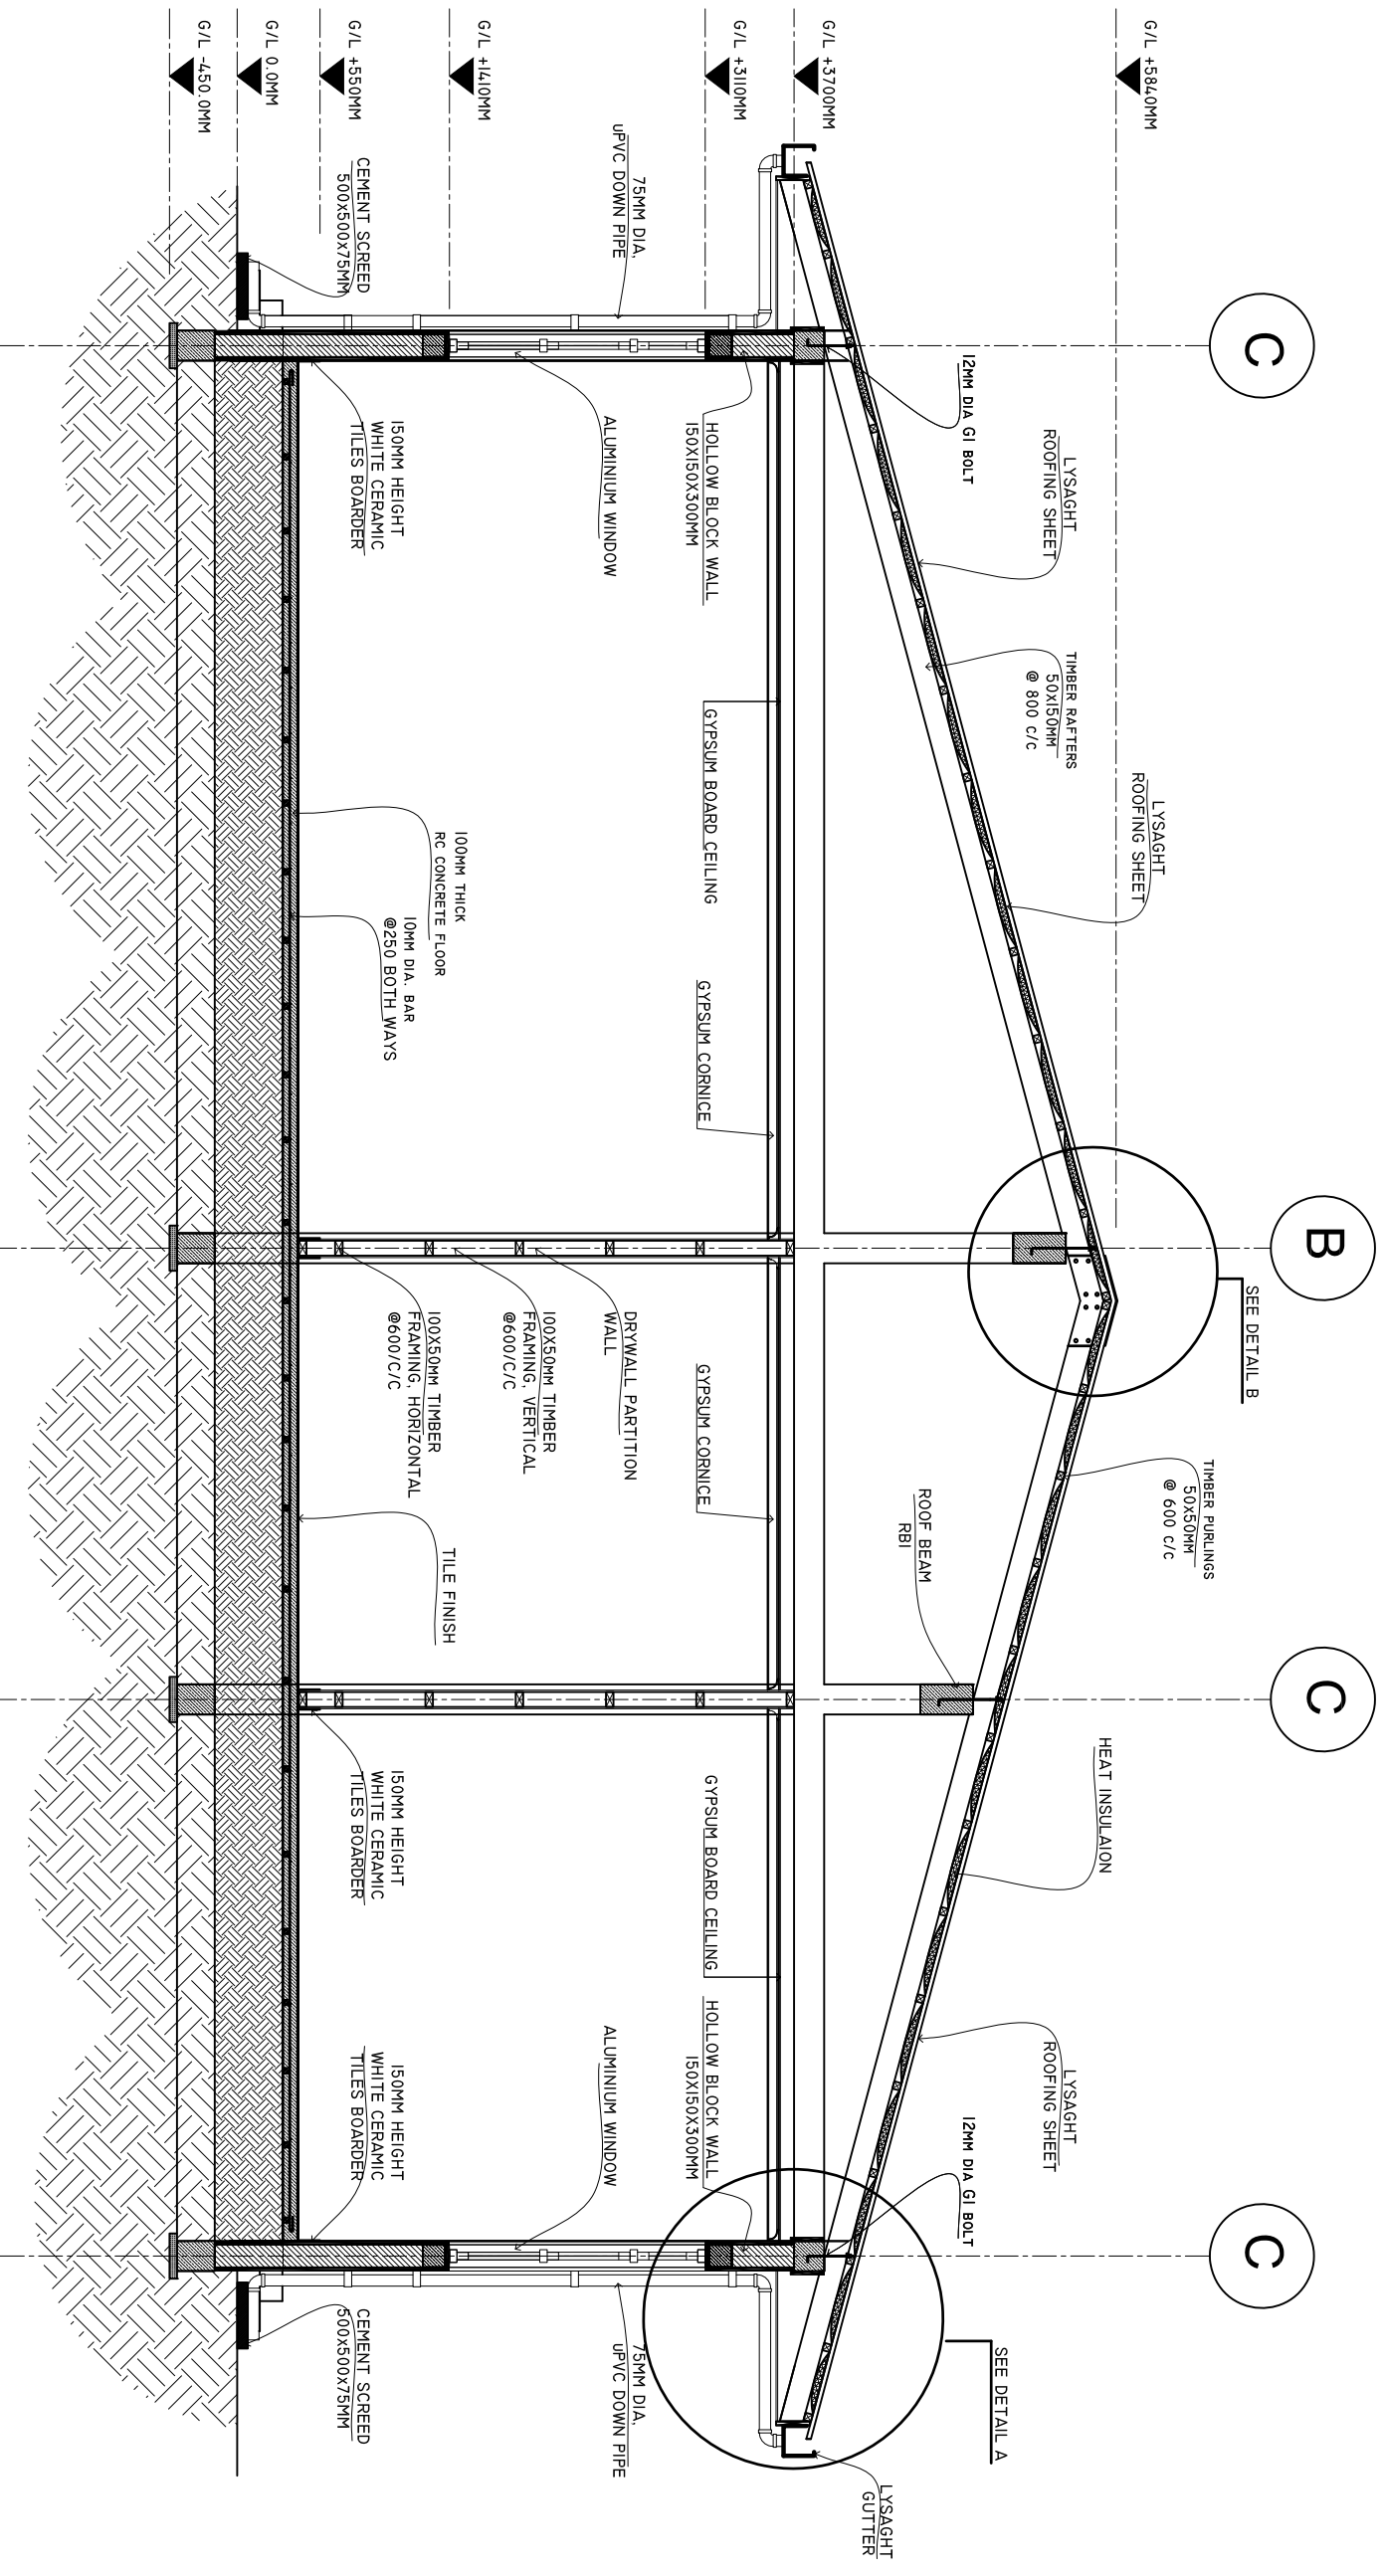 C
B
C
C
SEE DETAIL B
SEE DETAIL A
G/L +5840MM
G/L +3700MM
G/L +3110MM
G/L +1410MM
G/L +550MM
G/L 0.0MM
G/L -450.0MM
LYSAGHT
ROOFING SHEET
TIMBER PURLINGS
50x50MM
@ 600 C/C
LYSAGHT
ROOFING SHEET
TIMBER RAFTERS
50x150MM
@ 800 C/C
HEAT INSULAION
LYSAGHT
ROOFING SHEET
12MM DIA GI BOLT
ROOF BEAM
RB1
12MM DIA GI BOLT
LYSAGHT
GUTTER
75MM DIA,
uPVC DOWN PIPE
HOLLOW BLOCK WALL
150X150X300MM
GYPSUM BOARD CEILING
GYPSUM CORNICE
GYPSUM CORNICE
GYPSUM BOARD CEILING
HOLLOW BLOCK WALL
150X150X300MM
75MM DIA,
uPVC DOWN PIPE
ALUMINIUM WINDOW
DRYWALL PARTITION
WALL
100X50MM TIMBER
FRAMING, VERTICAL
@600/C/C
100X50MM TIMBER
FRAMING, HORIZONTAL
@600/C/C
ALUMINIUM WINDOW
CEMENT SCREED
500x500x75MM
150MM HEIGHT
WHITE CERAMIC
TILES BOARDER
100MM THICK
RC CONCRETE FLOOR
10MM DIA. BAR
@250 BOTH WAYS
TILE FINISH
150MM HEIGHT
WHITE CERAMIC
TILES BOARDER
150MM HEIGHT
WHITE CERAMIC
TILES BOARDER
CEMENT SCREED
500x500x75MM